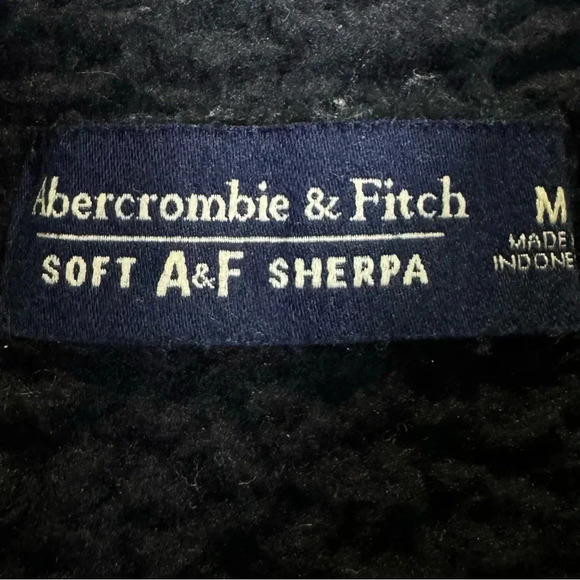 Abercrombie & Fitch
SOFT A&F SHERPA
M
MADE
INDONE